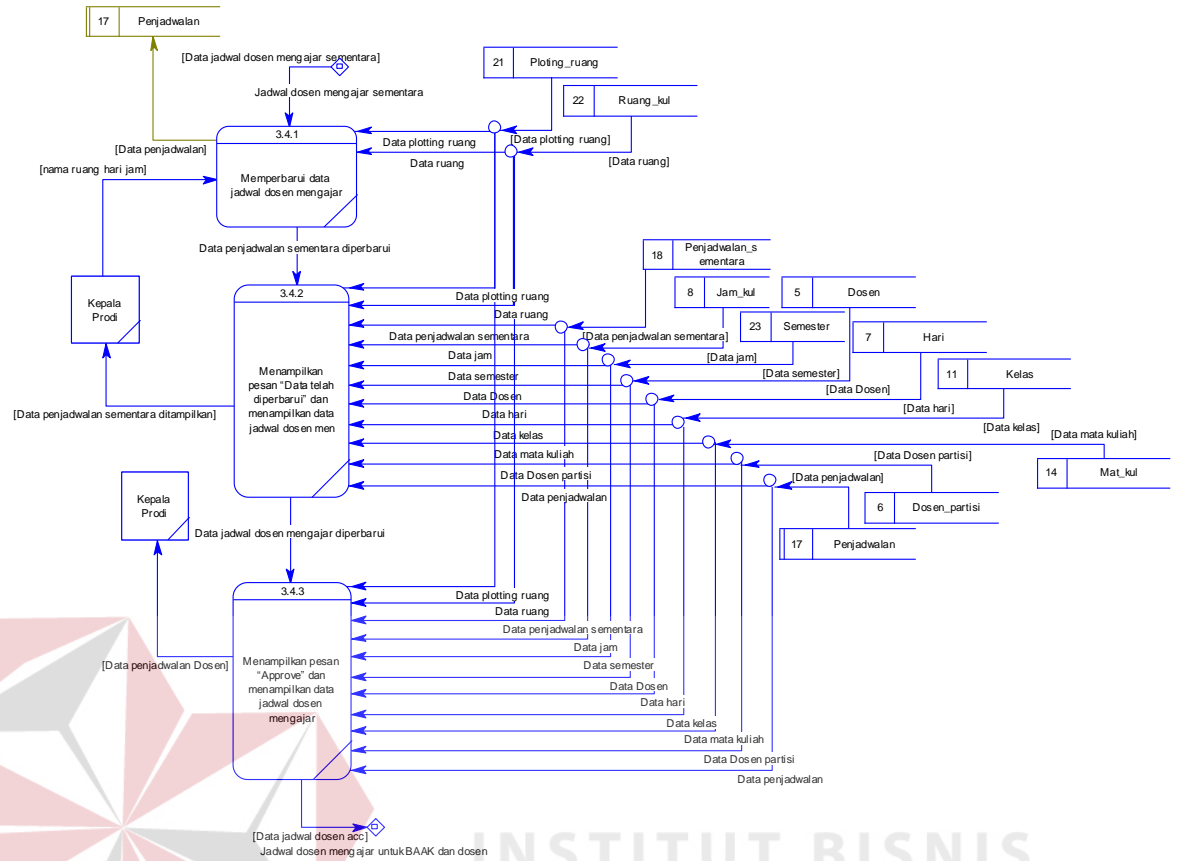 17 Penjadwalan
[Data jadwal dosen mengajar sementara]
Jadwal dosen mengajar sementara
21 Ploting_ruang
22 Ruang_kul
[Data penjadwalan]
3.4.1
Memperbarui data
jadwal dosen mengajar
Data plotting ruang
[Data plotting ruang]
Data ruang
[Data ruang]
[nama ruang hari jam]
Data penjadwalan sementara diperbarui
Kepala
Prodi
18 Penjadwalan_s
ementara
8 Jam_kul
5 Dosen
23 Semester
7 Hari
11 Kelas
3.4.2
Menampilkan
pesan "Data telah
diperbarui" dan
menampilkan data
jadwal dosen men
Data plotting ruang
Data ruang
Data penjadwalan sementara
[Data penjadwalan sementara]
Data jam
[Data jam]
Data semester
[Data semester]
Data Dosen
[Data Dosen]
Data hari
[Data hari]
Data kelas
[Data kelas]
Data mata kuliah
[Data mata kuliah]
Data Dosen partisi
[Data Dosen partisi]
Data penjadwalan
[Data penjadwalan]
14 Mat_kul
6 Dosen_partisi
17 Penjadwalan
[Data penjadwalan sementara ditampilkan]
Kepala
Prodi
Data jadwal dosen mengajar diperbarui
3.4.3
Menampilkan pesan
"Approve" dan
menampilkan data
jadwal dosen
mengajar
[Data penjadwalan Dosen]
Data plotting ruang
Data ruang
Data penjadwalan sementara
Data jam
Data semester
Data Dosen
Data hari
Data kelas
Data mata kuliah
Data Dosen partisi
Data penjadwalan
[Data jadwal dosen acc]
Jadwal dosen mengajar untuk BAAK dan dosen
INSTITUT BISNIS